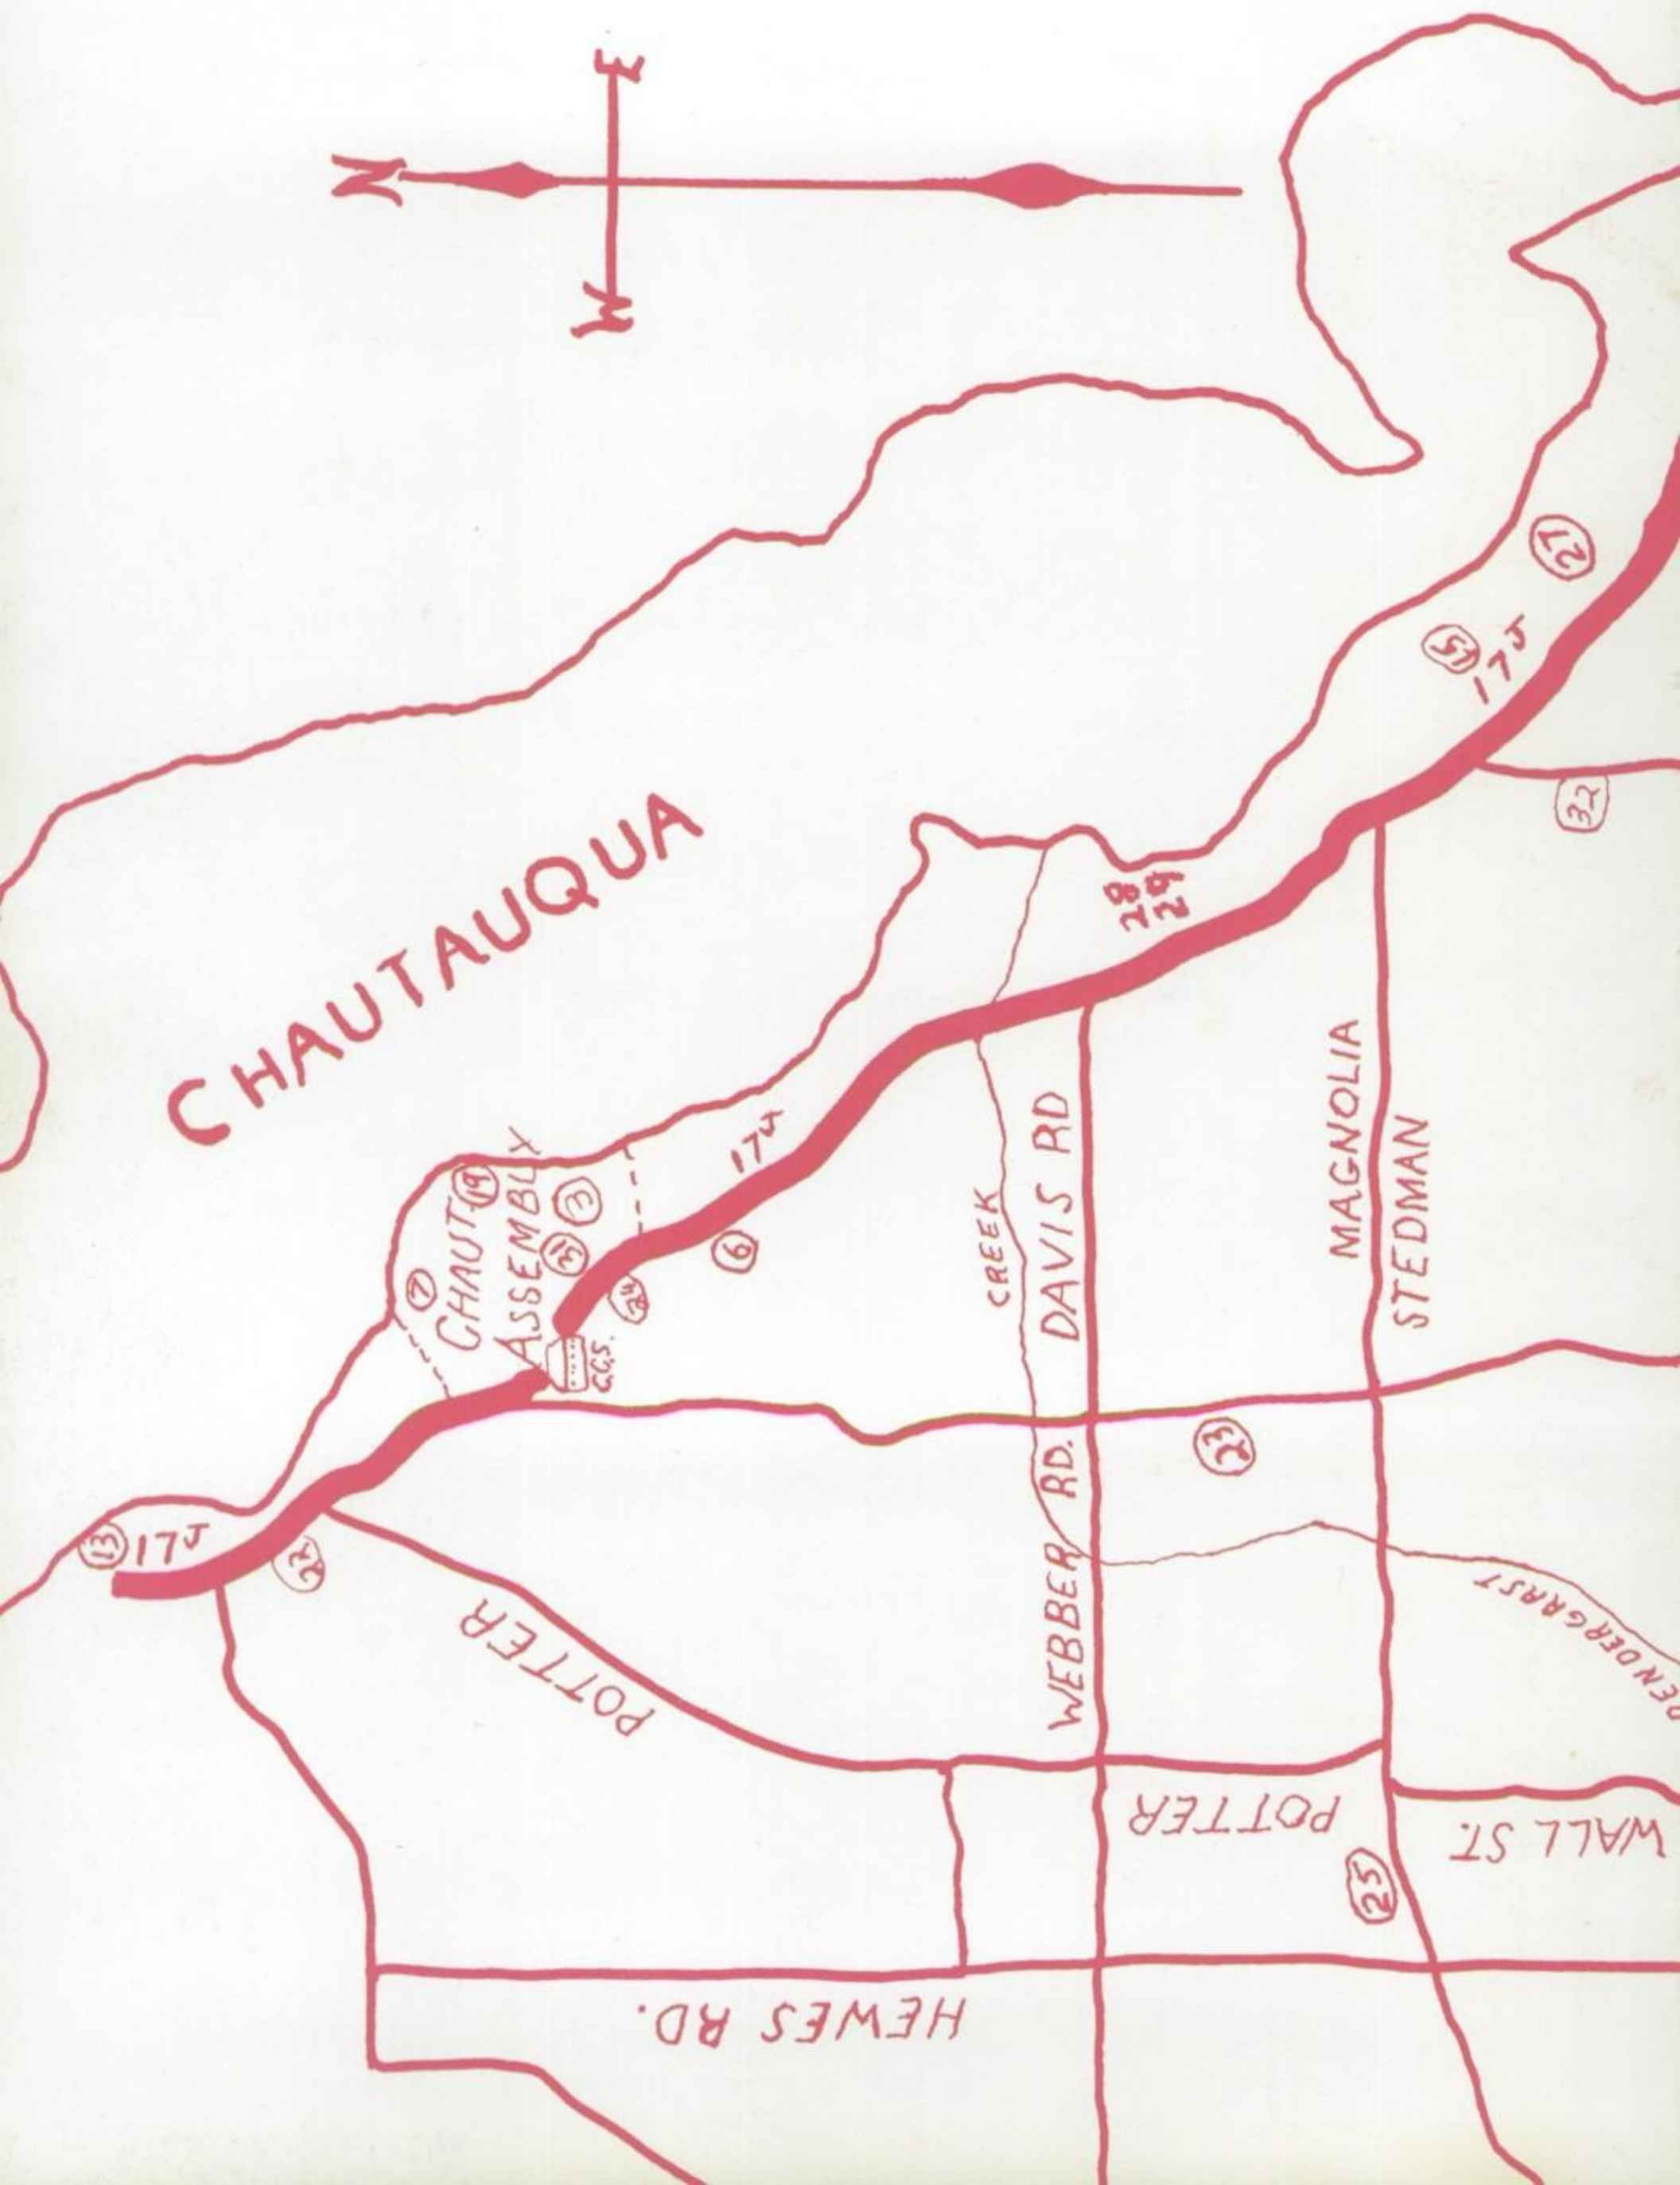 E
N
W
27
15
17J
32
CHAUTAUQUA
28
29
17J
CHAUT.
ASSEMBLY
19
3
7
31
24
6
C.C.S.
CREEK
DAVIS RD
MAGNOLIA
STEDMAN
23
13
17J
22
POTTER
WEBBER RD.
PENDERGRAST
POTTER
WALL ST.
25
HEWES RD.